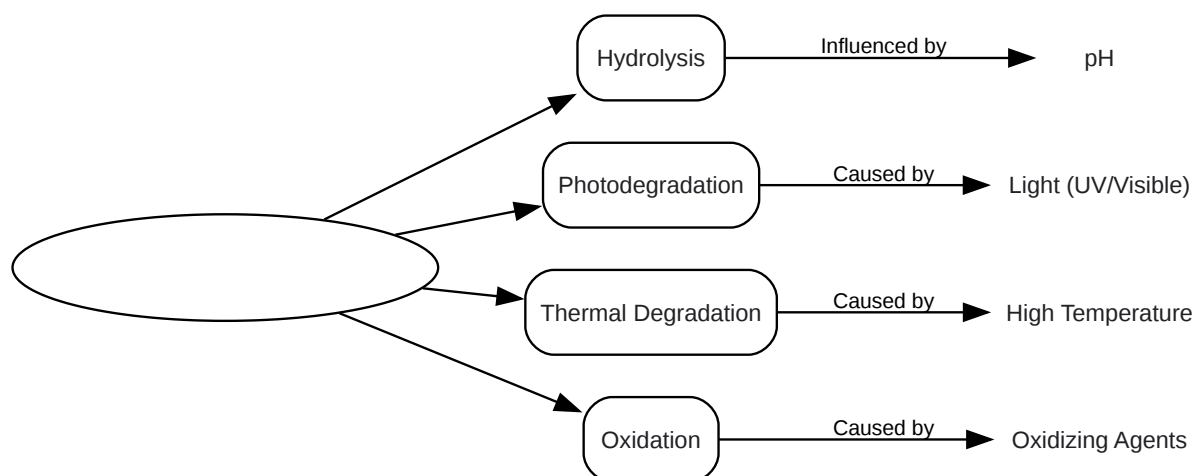 Hydrolysis
Influenced by
pH
Photodegradation
Caused by
Light (UV/Visible)
Thermal Degradation
Caused by
High Temperature
Oxidation
Caused by
Oxidizing Agents